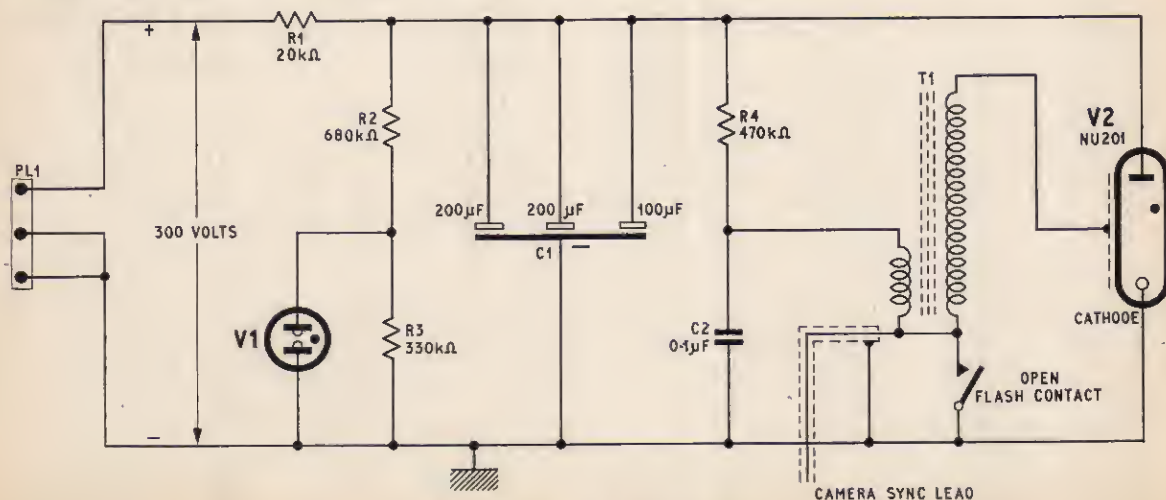 +
R1
20kΩ
R2
680kΩ
R4
470kΩ
T1
V2
NU201
PL1
300 VOLTS
200µF
200 µF
100µF
C1
−
V1
R3
330kΩ
C2
0·1µF
CATHODE
OPEN
FLASH CONTACT
−
CAMERA SYNC LEAD